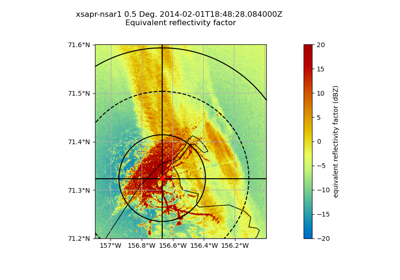 xsapr-nsar1 0.5 Deg. 2014-02-01T18:48:28.084000Z
Equivalent reflectivity factor
71.6°N
71.5°N
71.4°N
71.3°N
71.2°N
157°W 156.8°W 156.6°W 156.4°W 156.2°W
20
15
10
5
0
−5
−10
−15
−20
equivalent reflectivity factor (dBZ)